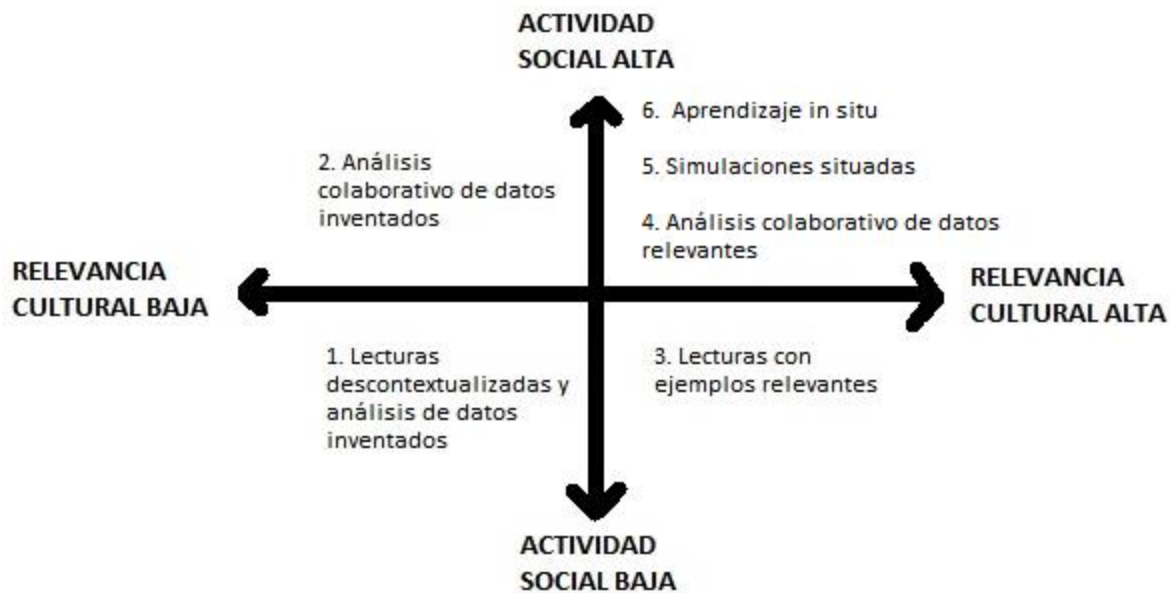 ACTIVIDAD
SOCIAL ALTA
6. Aprendizaje in situ
2. Análisis
colaborativo de datos
inventados
5. Simulaciones situadas
4. Análisis colaborativo de datos
relevantes
RELEVANCIA
CULTURAL BAJA
RELEVANCIA
CULTURAL ALTA
1. Lecturas
descontextualizadas y
análisis de datos
inventados
3. Lecturas con
ejemplos relevantes
ACTIVIDAD
SOCIAL BAJA